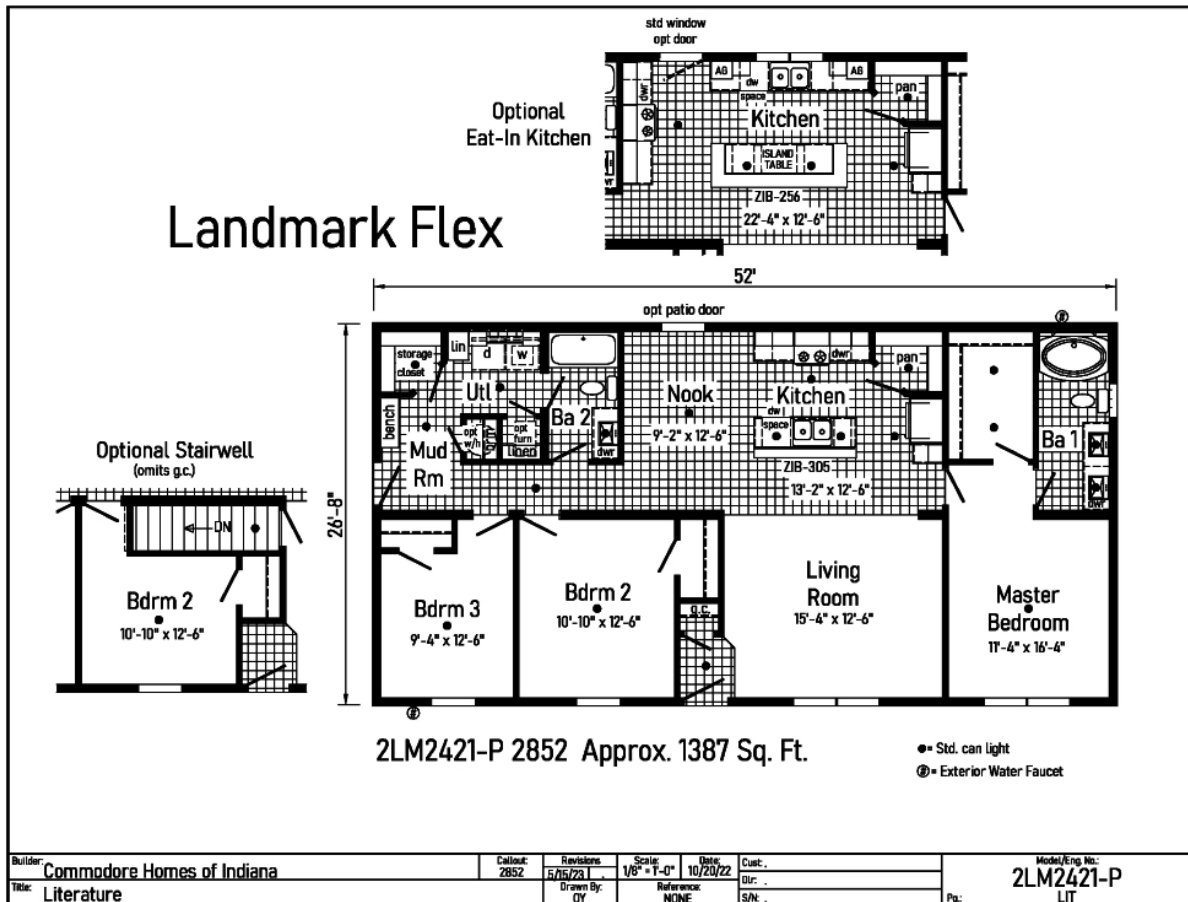 std window
opt door
AG
dw
space
AG
pan
dwr
Kitchen
Optional
Eat-In Kitchen
ISLAND
TABLE
ZIB-256
22'-4" x 12'-6"
dwr
Landmark Flex
52'
opt patio door
26'-8"
storage
closet
lin
d
w
Utl
bench
Mud
Rm
opt
w/h
opt
furn
linen
Ba 2
dwr
Nook
9'-2" x 12'-6"
dwr
Kitchen
dw
space
ZIB-305
13'-2" x 12'-6"
pan
Ba 1
dwr
Optional Stairwell
(omits g.c.)
DN
Bdrm 2
10'-10" x 12'-6"
Bdrm 3
9'-4" x 12'-6"
Bdrm 2
10'-10" x 12'-6"
g.c.
Living
Room
15'-4" x 12'-6"
Master
Bedroom
11'-4" x 16'-4"
2LM2421-P 2852 Approx. 1387 Sq. Ft.
●= Std. can light
⊕= Exterior Water Faucet
Builder: Commodore Homes of Indiana
Title: Literature
Callout:
2852
Revisions
5/15/23 .
Scale:
1/8" = 1'-0"
Date:
10/20/22
Drawn By:
OY
Reference:
NONE
Cust: .
Dlr: .
S/N: .
Model/Eng. No.:
2LM2421-P
Pg.: LIT